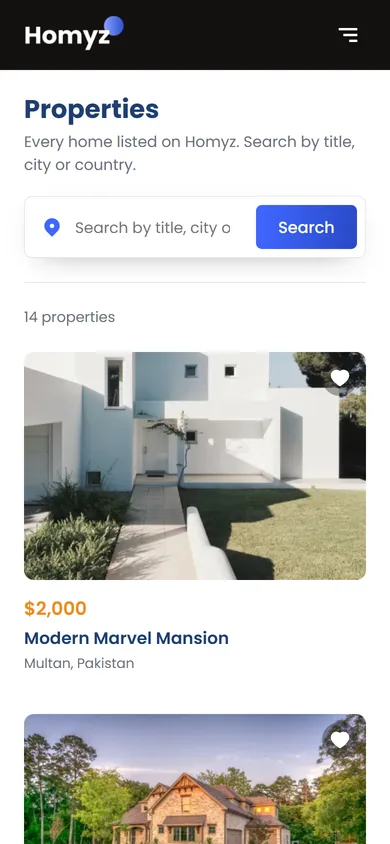 Homyz
Properties
Every home listed on Homyz. Search by title,
city or country.
Search by title, city o
Search
14 properties
$2,000
Modern Marvel Mansion
Multan, Pakistan